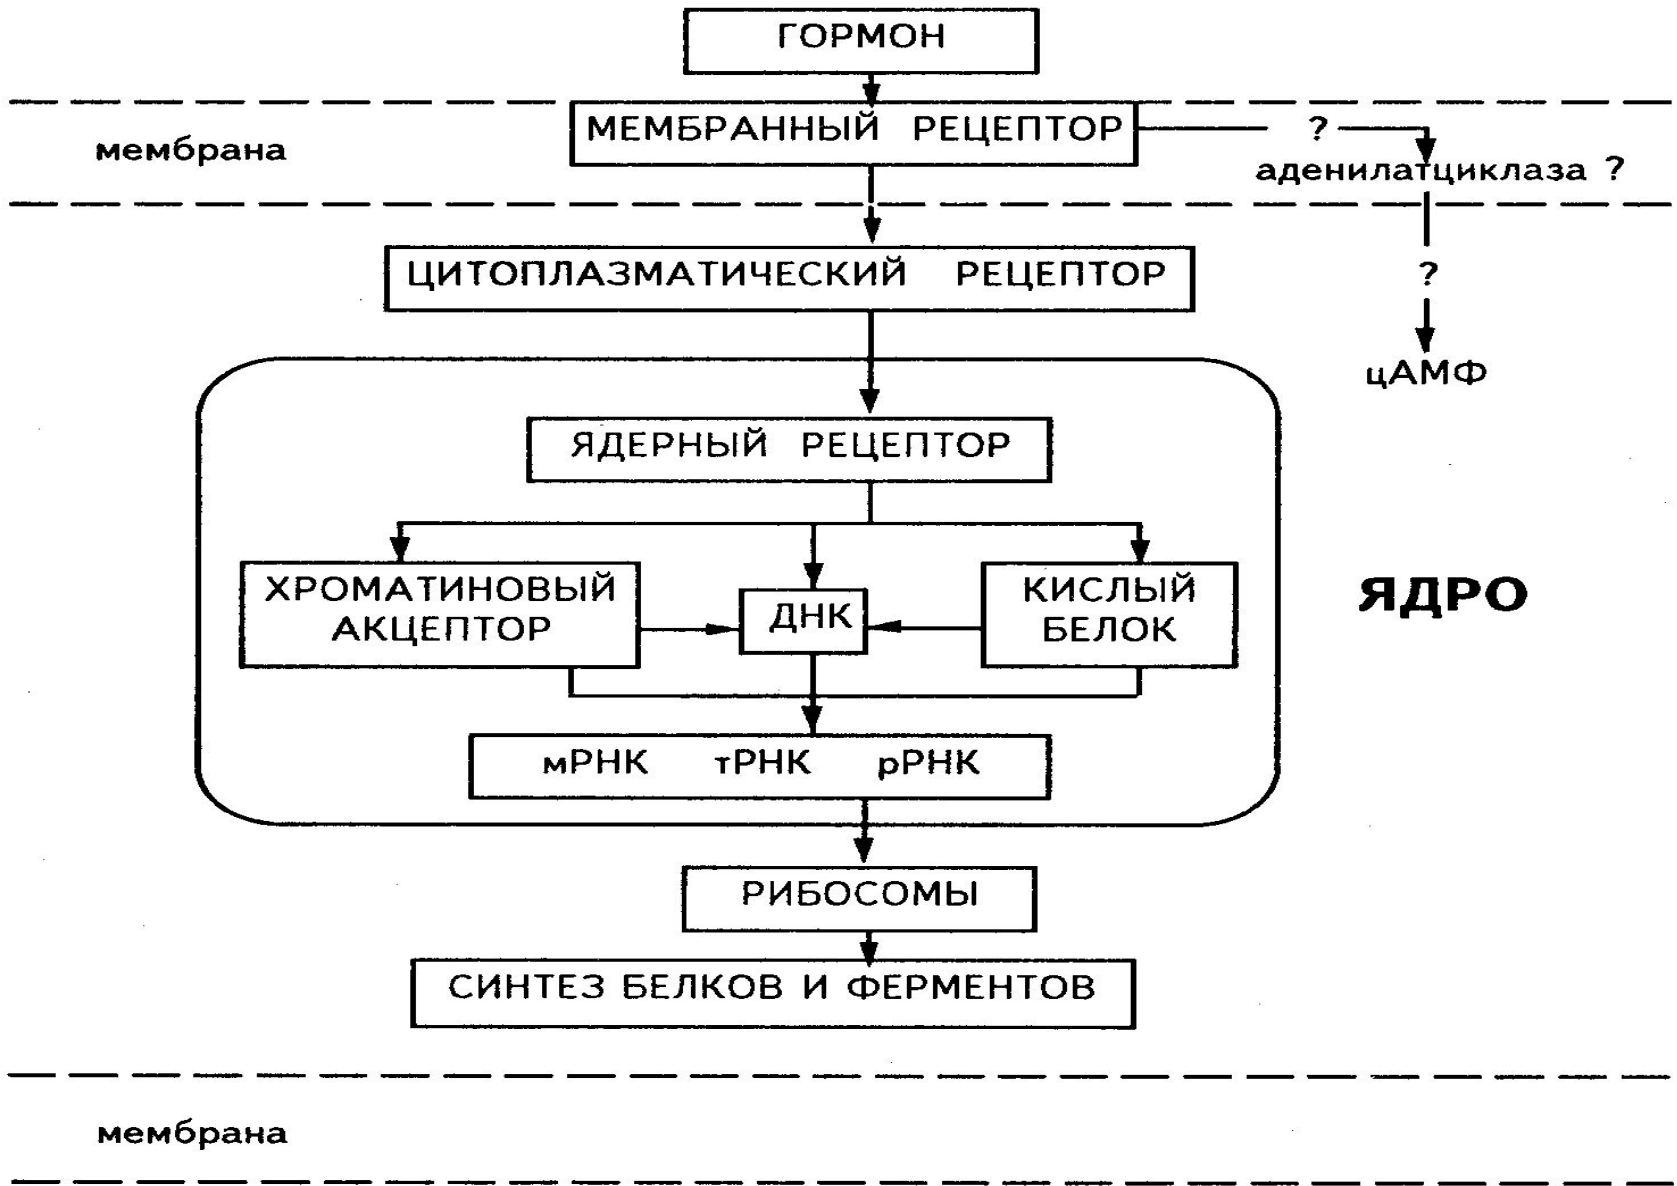 ГОРМОН
МЕМБРАННЫЙ РЕЦЕПТОР
?
мембрана
аденилатциклаза ?
ЦИТОПЛАЗМАТИЧЕСКИЙ РЕЦЕПТОР
?
цАМФ
ЯДЕРНЫЙ РЕЦЕПТОР
ХРОМАТИНОВЫЙ
АКЦЕПТОР
ДНК
КИСЛЫЙ
БЕЛОК
ЯДРО
мРНК тРНК рРНК
РИБОСОМЫ
СИНТЕЗ БЕЛКОВ И ФЕРМЕНТОВ
мембрана